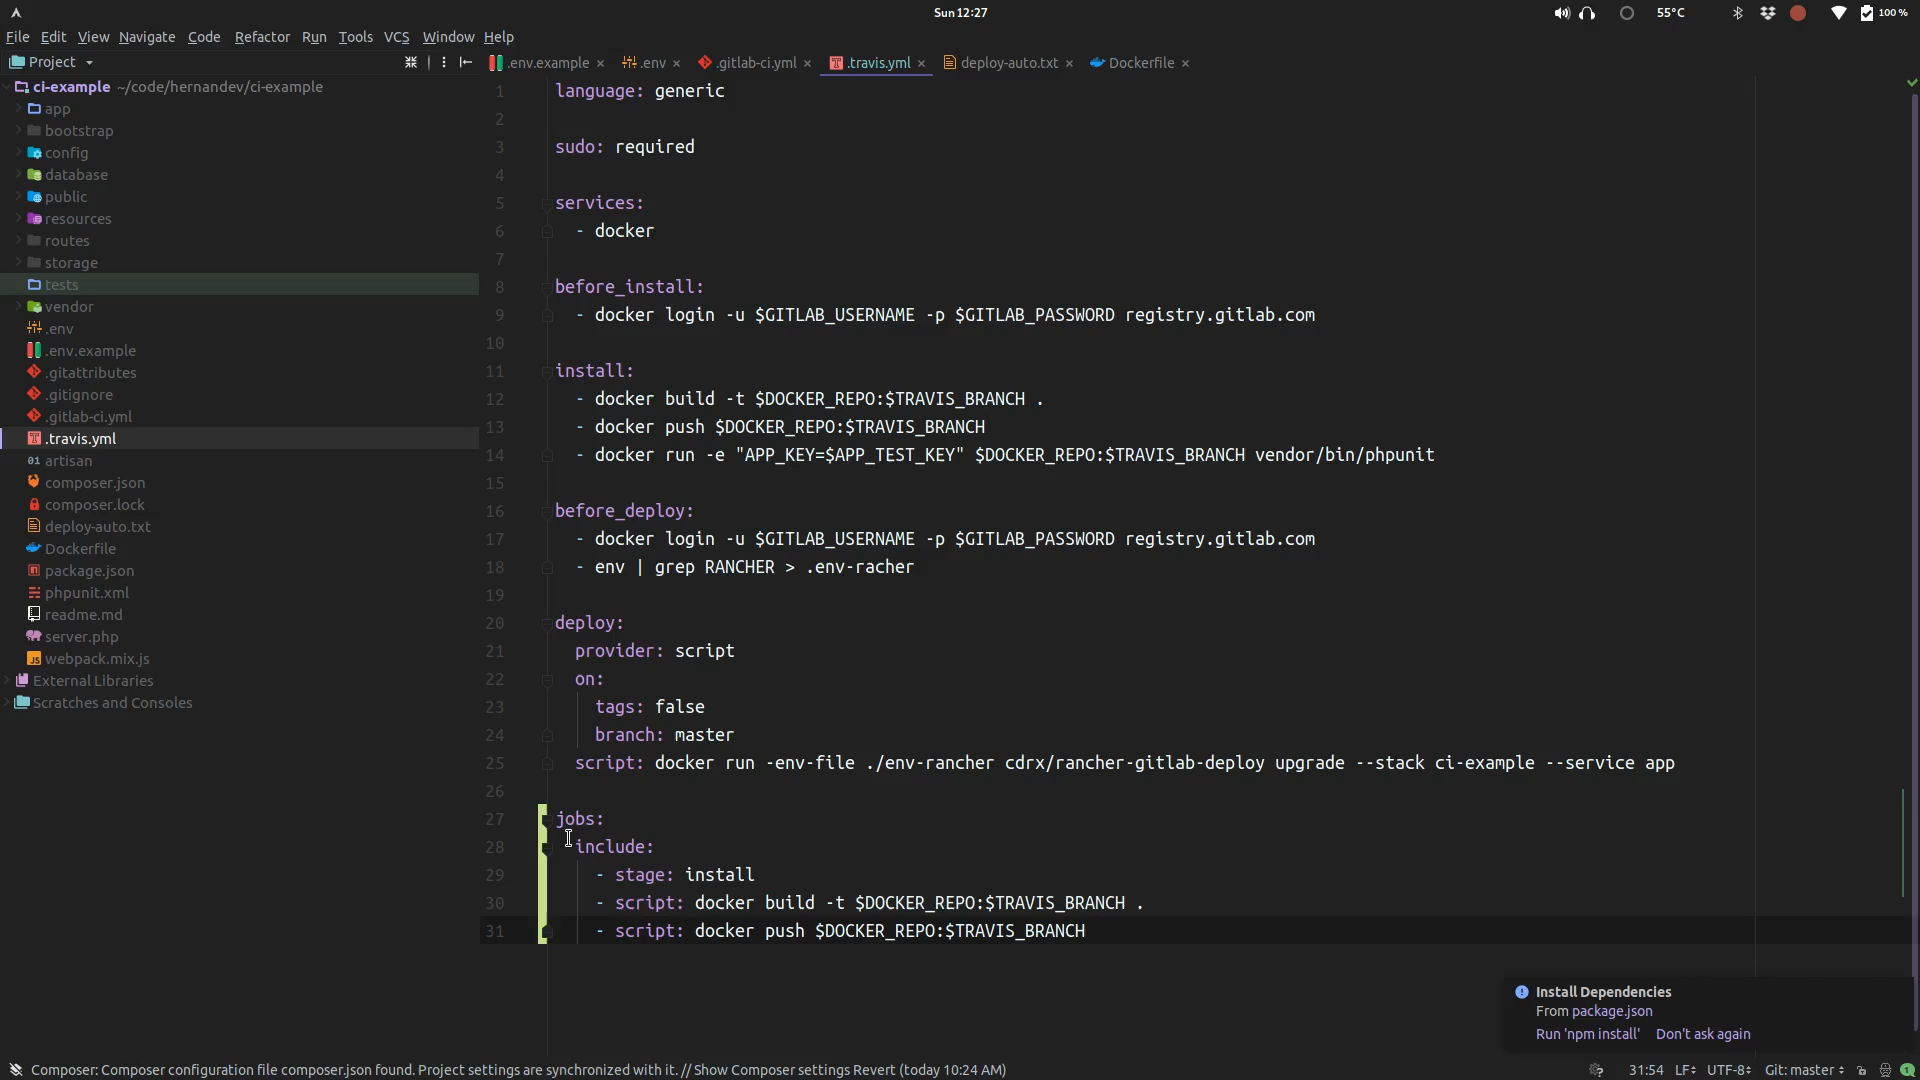 Sun 12:27
55°C
100 %
File Edit View Navigate Code Refactor Run Tools VCS Window Help
Project
.env.example
.env
.gitlab-ci.yml
.travis.yml
deploy-auto.txt
Dockerfile
ci-example ~/code/hernandev/ci-example
app
bootstrap
config
database
public
resources
routes
storage
tests
vendor
.env
.env.example
.gitattributes
.gitignore
.gitlab-ci.yml
.travis.yml
artisan
composer.json
composer.lock
deploy-auto.txt
Dockerfile
package.json
phpunit.xml
readme.md
server.php
webpack.mix.js
External Libraries
Scratches and Consoles
1 language: generic
2
3 sudo: required
4
5 services:
6 - docker
7
8 before_install:
9 - docker login -u $GITLAB_USERNAME -p $GITLAB_PASSWORD registry.gitlab.com
10
11 install:
12 - docker build -t $DOCKER_REPO:$TRAVIS_BRANCH .
13 - docker push $DOCKER_REPO:$TRAVIS_BRANCH
14 - docker run -e "APP_KEY=$APP_TEST_KEY" $DOCKER_REPO:$TRAVIS_BRANCH vendor/bin/phpunit
15
16 before_deploy:
17 - docker login -u $GITLAB_USERNAME -p $GITLAB_PASSWORD registry.gitlab.com
18 - env | grep RANCHER > .env-racher
19
20 deploy:
21 provider: script
22 on:
23 tags: false
24 branch: master
25 script: docker run -env-file ./env-rancher cdrx/rancher-gitlab-deploy upgrade --stack ci-example --service app
26
27 jobs:
28 include:
29 - stage: install
30 - script: docker build -t $DOCKER_REPO:$TRAVIS_BRANCH .
31 - script: docker push $DOCKER_REPO:$TRAVIS_BRANCH
Install Dependencies
From package.json
Run 'npm install' Don't ask again
Composer: Composer configuration file composer.json found. Project settings are synchronized with it. // Show Composer settings Revert (today 10:24 AM)
31:54 LF UTF-8 Git: master 1